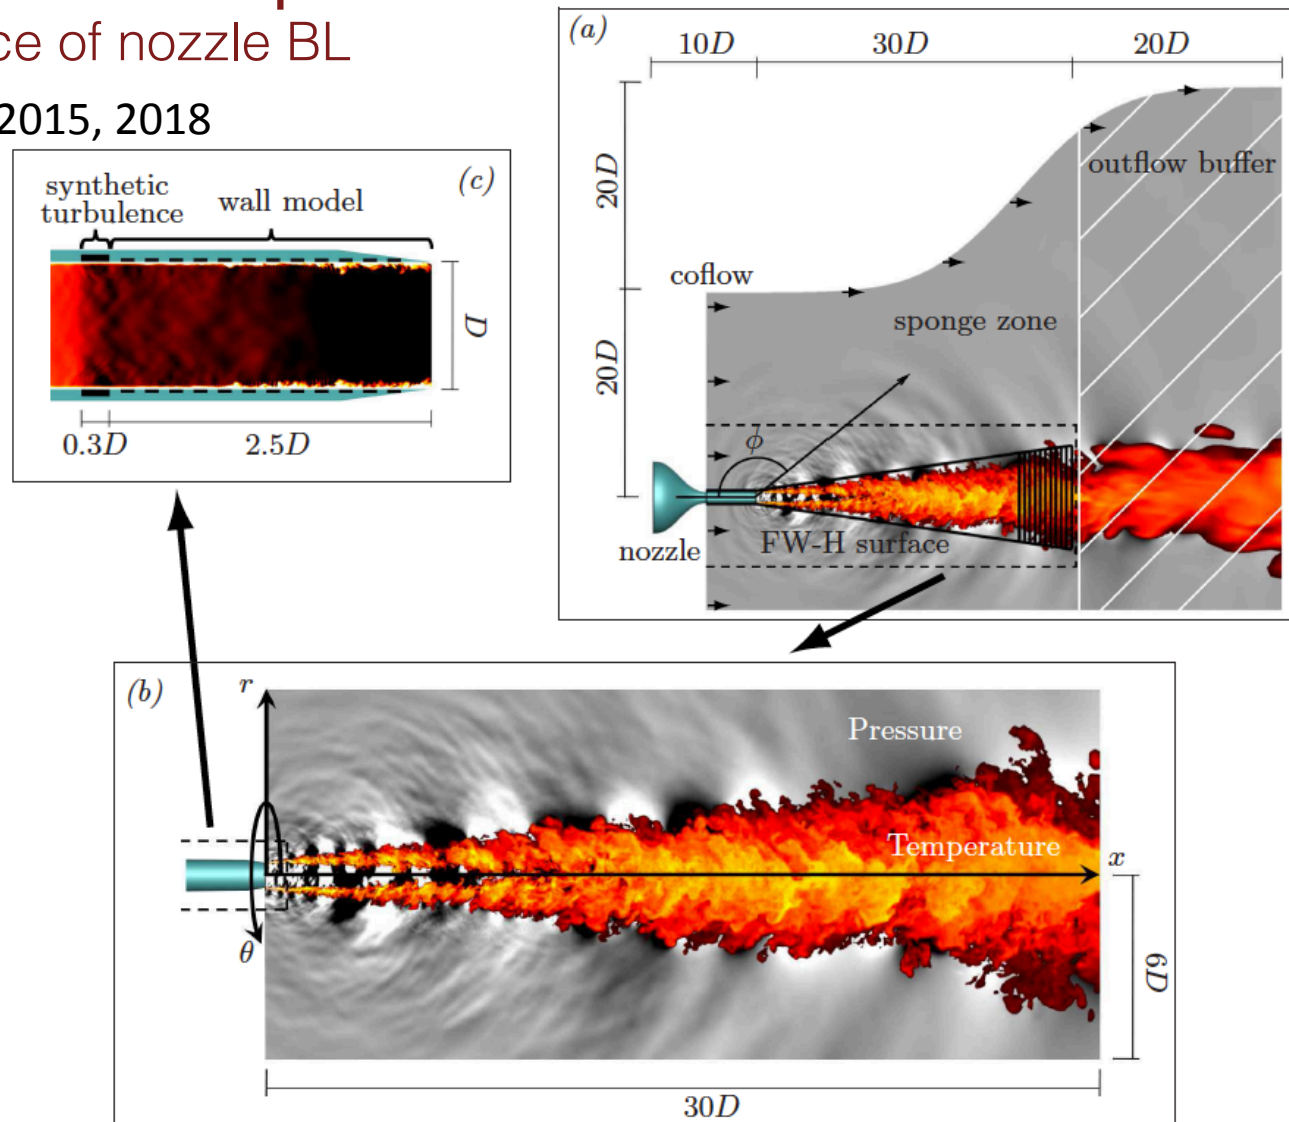 ce of nozzle BL
2015, 2018
(a)
10D 30D 20D
20D
20D
outflow buffer
coflow
sponge zone
ϕ
nozzle
FW-H surface
(c)
synthetic
turbulence
wall model
D
0.3D 2.5D
(b)
r
Pressure
Temperature
x
θ
6D
30D